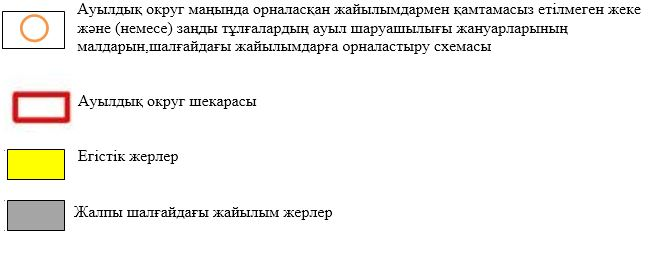 Ауылдық округ маңында орналасқан жайылымдармен қамтамасыз етілмеген жеке
және (немесе) заңды тұлғалардың ауыл шаруашылығы жануарларының
малдарын,шалғайдағы жайылымдарға орналастыру схемасы
Ауылдық округ шекарасы
Егістік жерлер
Жалпы шалғайдағы жайылым жерлер